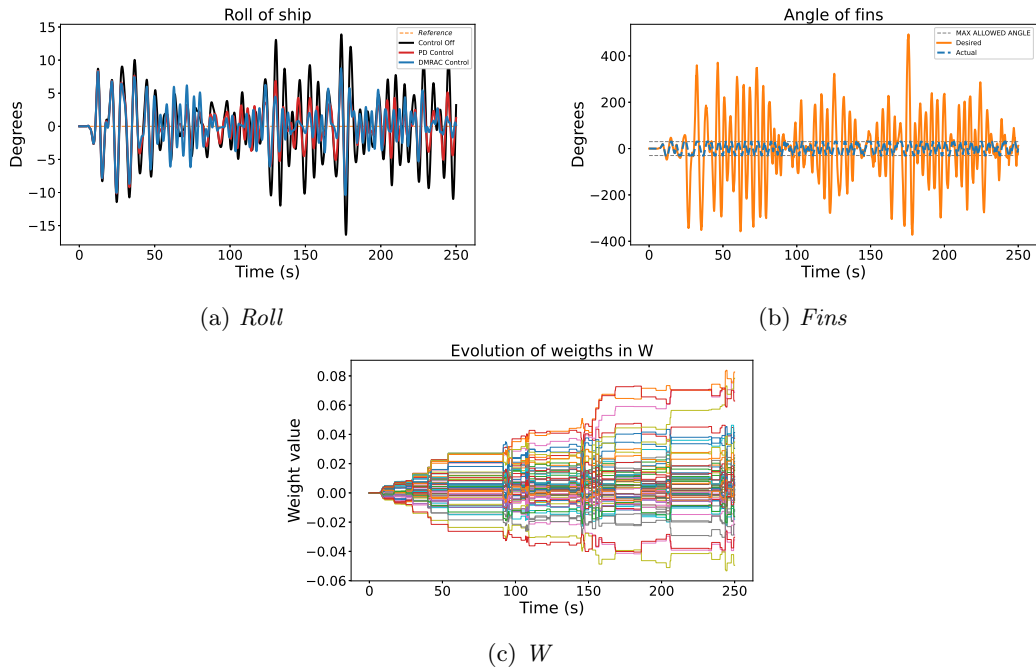 Roll of ship
Degrees
15
10
5
0
−5
−10
−15
Reference
Control Off
PD Control
DMRAC Control
0 50 100 150 200 250
Time (s)
(a) Roll
Angle of fins
Degrees
400
200
0
−200
−400
MAX ALLOWED ANGLE
Desired
Actual
0 50 100 150 200 250
Time (s)
(b) Fins
Evolution of weigths in W
Weight value
0.08
0.06
0.04
0.02
0.00
−0.02
−0.04
−0.06
0 50 100 150 200 250
Time (s)
(c) W